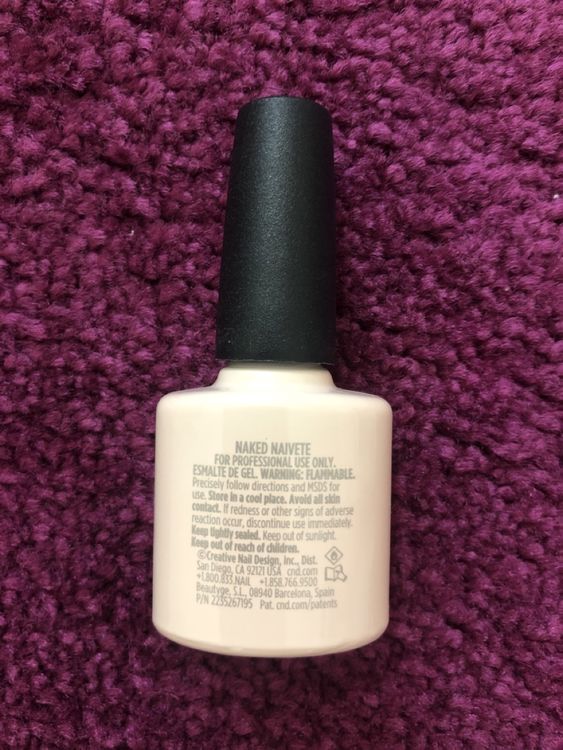 NAKED NAIVETE
FOR PROFESSIONAL USE ONLY.
ESMALTE DE GEL. WARNING: FLAMMABLE.
Precisely follow directions and MSDS for
use. Store in a cool place. Avoid all skin
contact. If redness or other signs of adverse
reaction occur, discontinue use immediately.
Keep tightly sealed. Keep out of sunlight.
Keep out of reach of children.
©Creative Nail Design, Inc., Dist.
San Diego, CA 92121 USA cnd.com
+1.800.833.NAIL +1.858.766.9500
Beautyge, S.L., 08940 Barcelona, Spain
P/N 2235267195 Pat. cnd.com/patents